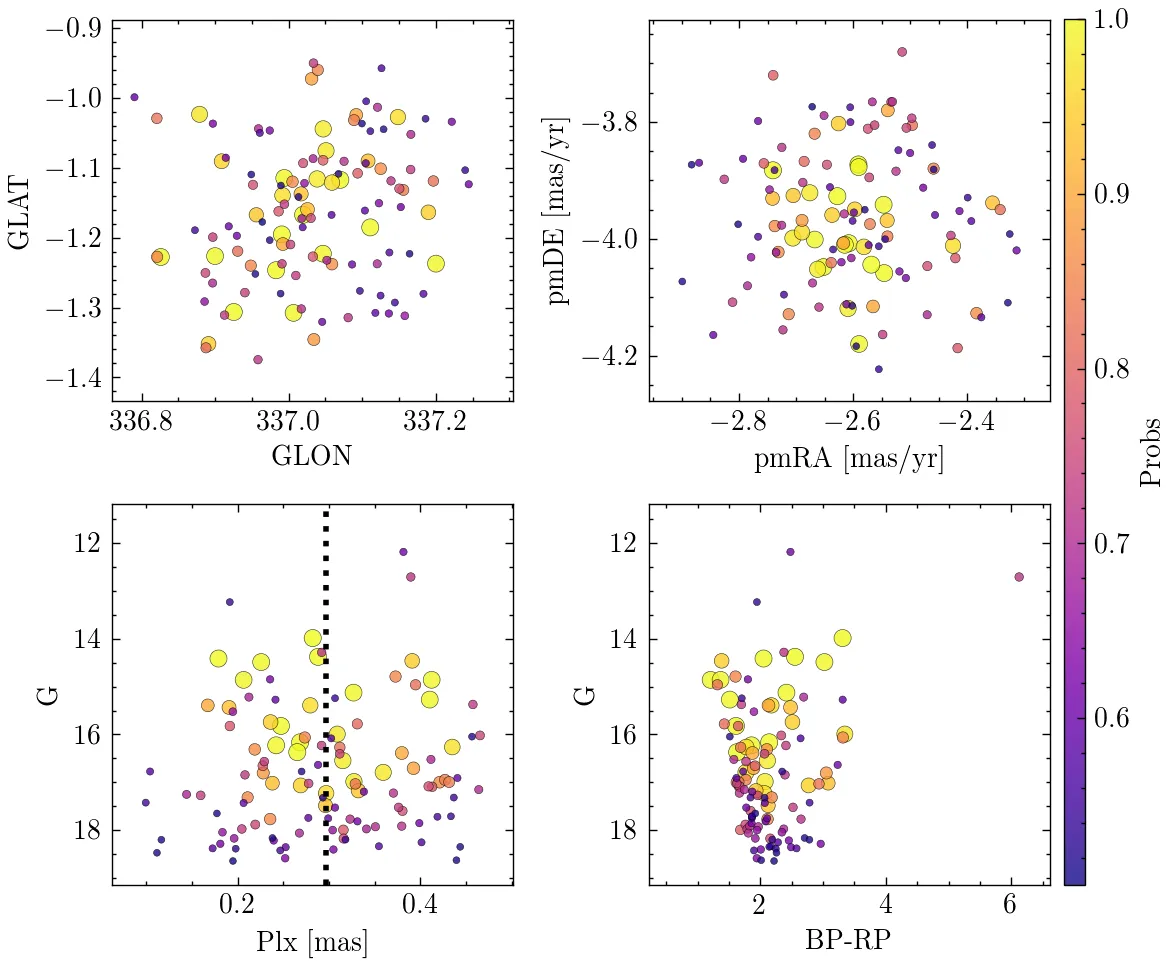 −0.9
−1.0
−1.1
−1.2
−1.3
−1.4
GLAT
336.8 337.0 337.2
GLON
−3.8
−4.0
−4.2
pmDE [mas/yr]
−2.8 −2.6 −2.4
pmRA [mas/yr]
12
14
16
18
G
0.2 0.4
Plx [mas]
12
14
16
18
G
2 4 6
BP-RP
1.0
0.9
0.8
0.7
0.6
Probs